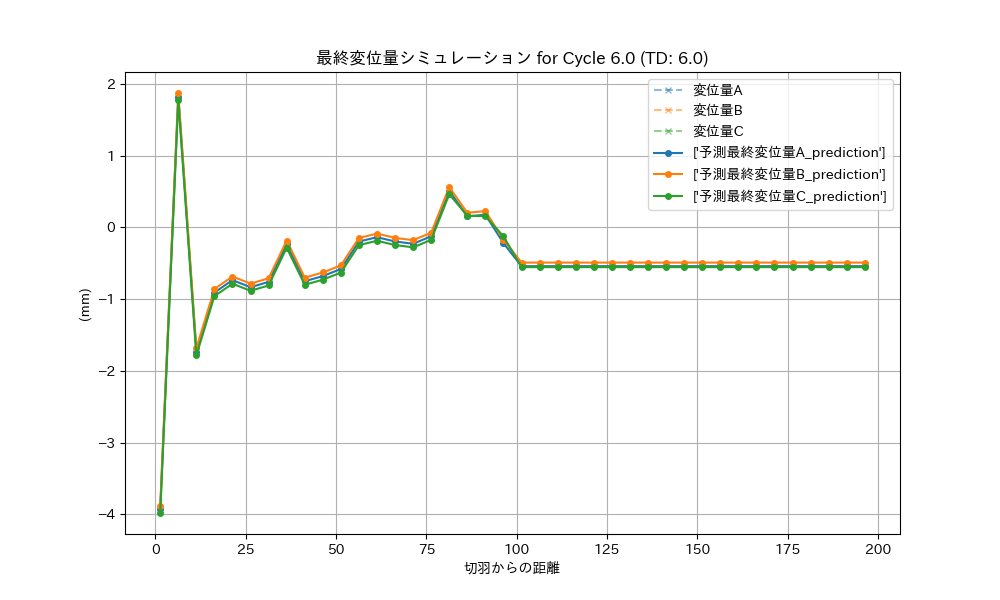 最終変位量シミュレーション for Cycle 6.0 (TD: 6.0)
変位量A
変位量B
変位量C
['予測最終変位量A_prediction']
['予測最終変位量B_prediction']
['予測最終変位量C_prediction']
2
1
0
−1
−2
−3
−4
(mm)
0 25 50 75 100 125 150 175 200
切羽からの距離